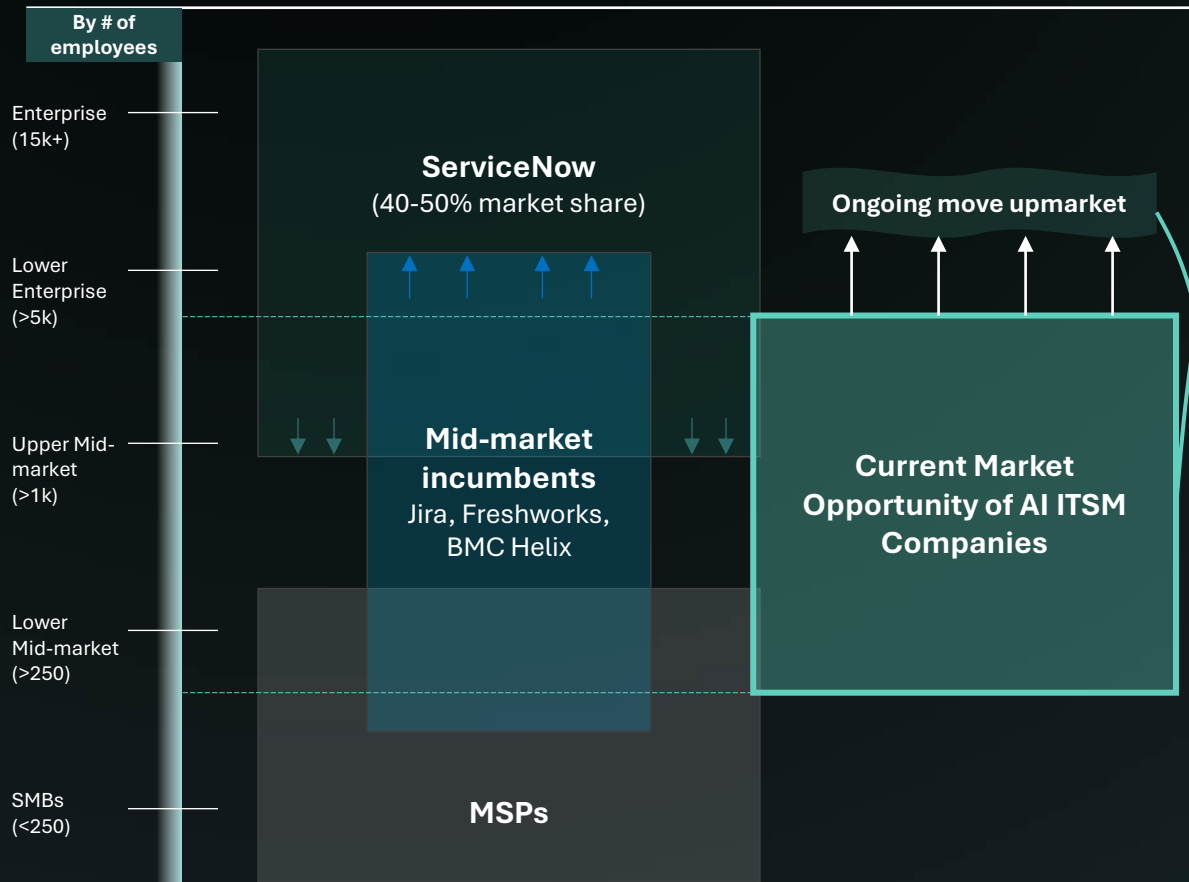 By # of
employees
Enterprise
(15k+)
ServiceNow
(40-50% market share)
Ongoing move upmarket
Lower
Enterprise
(>5k)
Upper Mid-
market
(>1k)
Mid-market
incumbents
Jira, Freshworks,
BMC Helix
Current Market
Opportunity of AI ITSM
Companies
Lower
Mid-market
(>250)
SMBs
(<250)
MSPs